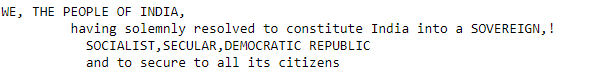 WE, THE PEOPLE OF INDIA,
having solemnly resolved to constitute India into a SOVEREIGN,!
SOCIALIST,SECULAR,DEMOCRATIC REPUBLIC
and to secure to all its citizens